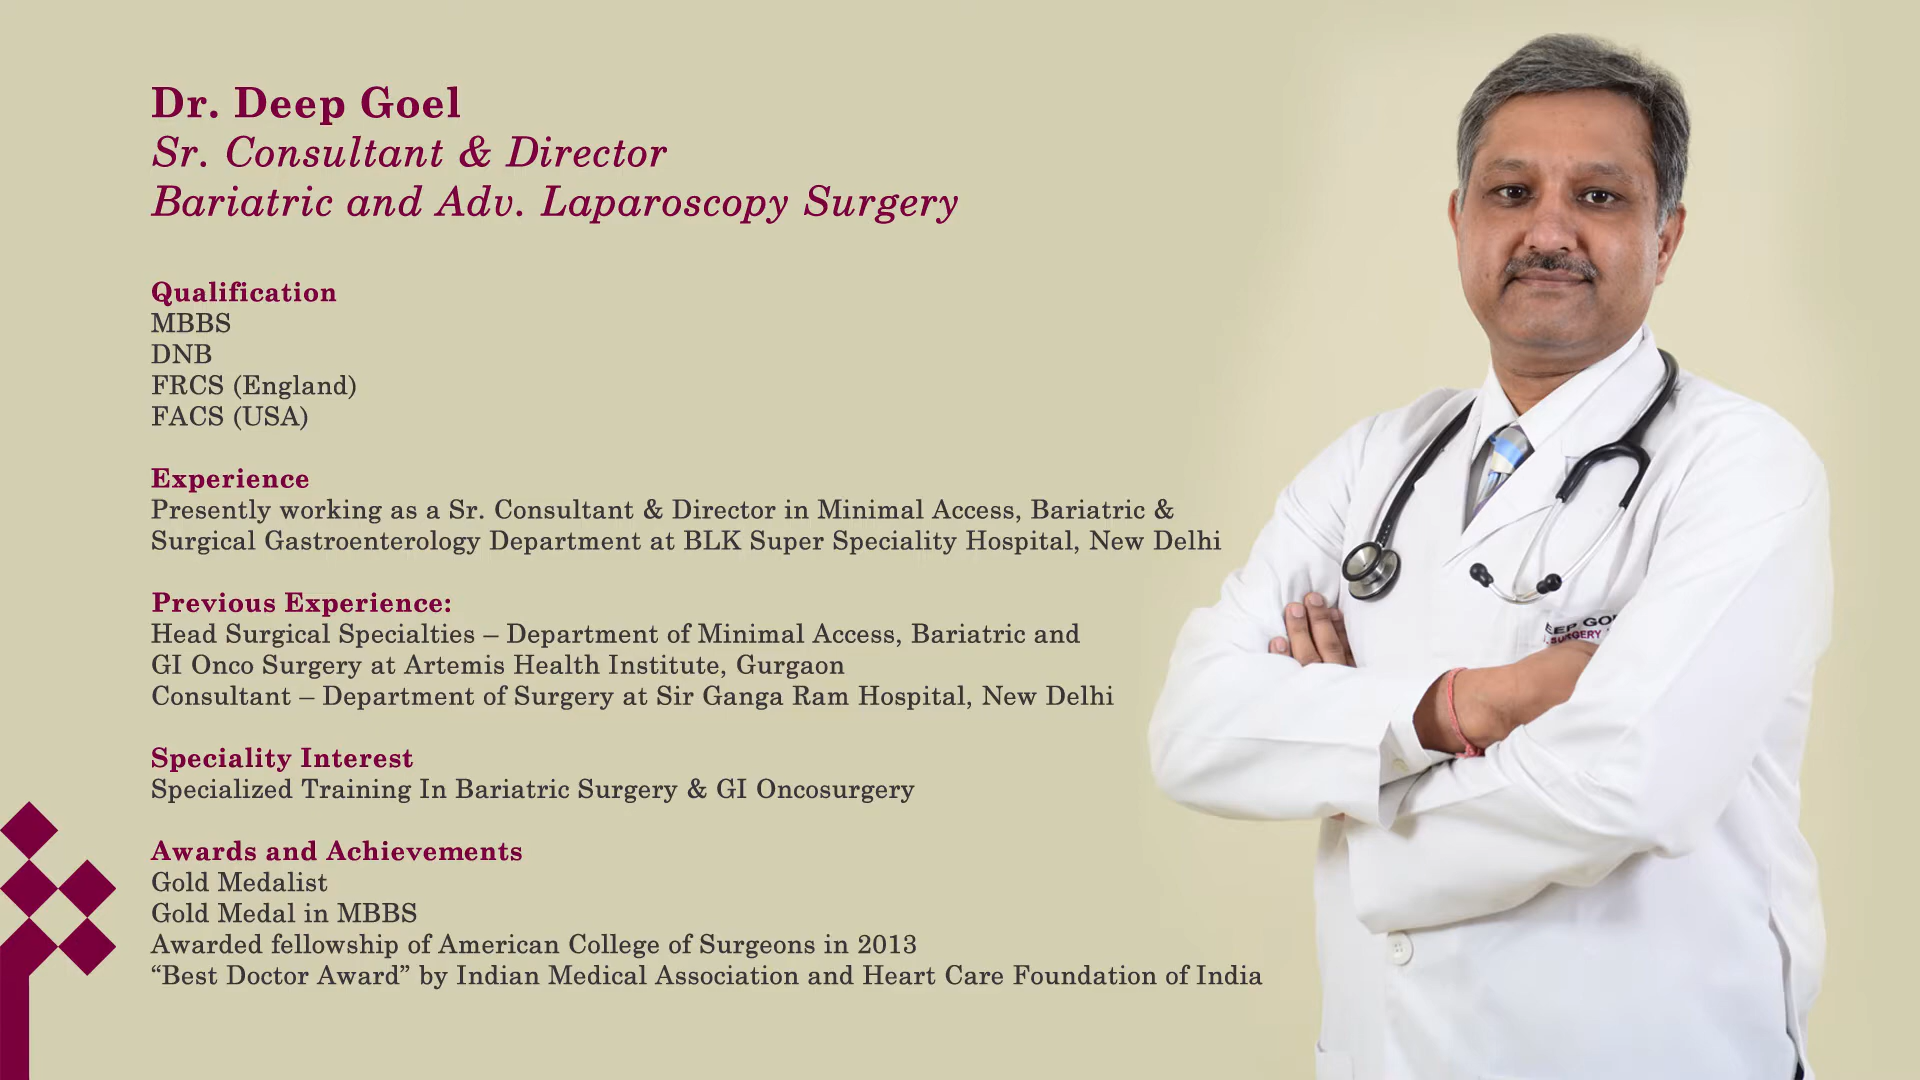 Dr. Deep Goel
Sr. Consultant & Director
Bariatric and Adv. Laparoscopy Surgery
Qualification
MBBS
DNB
FRCS (England)
FACS (USA)
Experience
Presently working as a Sr. Consultant & Director in Minimal Access, Bariatric &
Surgical Gastroenterology Department at BLK Super Speciality Hospital, New Delhi
Previous Experience:
Head Surgical Specialties – Department of Minimal Access, Bariatric and
GI Onco Surgery at Artemis Health Institute, Gurgaon
Consultant – Department of Surgery at Sir Ganga Ram Hospital, New Delhi
Speciality Interest
Specialized Training In Bariatric Surgery & GI Oncosurgery
Awards and Achievements
Gold Medalist
Gold Medal in MBBS
Awarded fellowship of American College of Surgeons in 2013
“Best Doctor Award” by Indian Medical Association and Heart Care Foundation of India
SURGERY